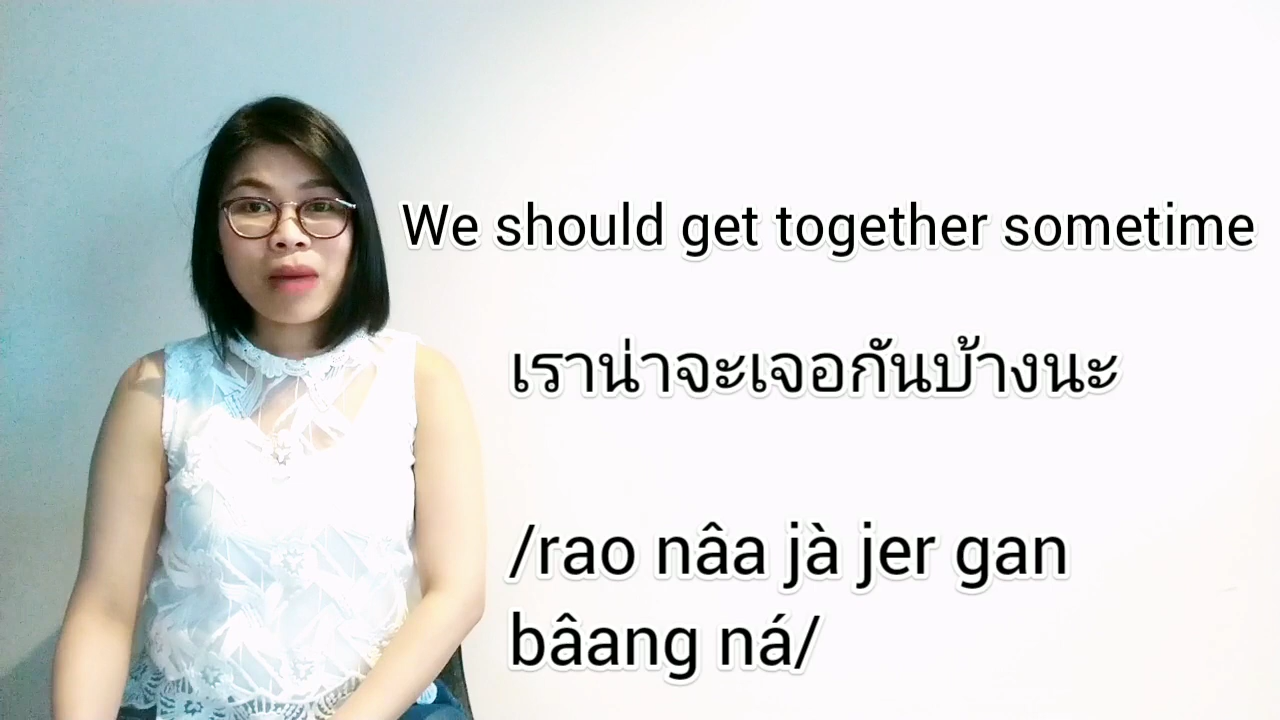 We should get together sometime
เราน่าจะเจอกันบ้างนะ
/rao nâa jà jer gan
bâang ná/